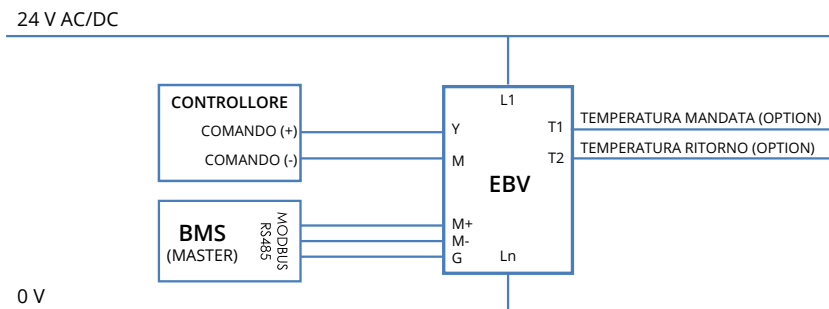 24 V AC/DC
CONTROLLORE
COMANDO (+)
COMANDO (-)
BMS
(MASTER)
MODBUS
RS485
L1
Y
M
EBV
M+
M-
G
Ln
T1
T2
TEMPERATURA MANDATA (OPTION)
TEMPERATURA RITORNO (OPTION)
0 V